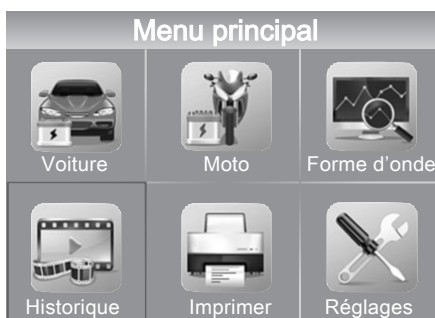 Menu principal
Voiture
Moto
Forme d'onde
Historique
Imprimer
Réglages